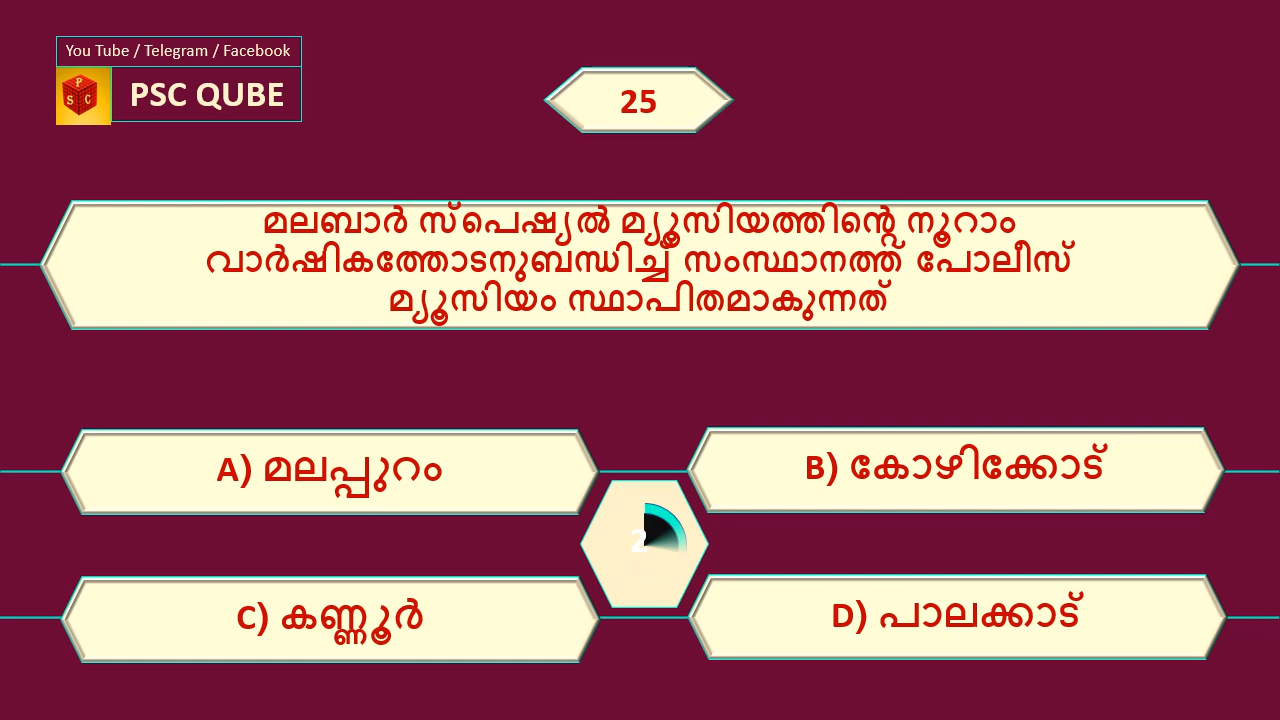 You Tube / Telegram / Facebook
P
S C
PSC QUBE
25
മലബാർ സ്പെഷ്യൽ മ്യൂസിയത്തിന്റെ നൂറാം
വാർഷികത്തോടനുബന്ധിച്ച് സംസ്ഥാനത്ത് പോലീസ്
മ്യൂസിയം സ്ഥാപിതമാകുന്നത്
A) മലപ്പുറം
B) കോഴിക്കോട്
2
C) കണ്ണൂർ
D) പാലക്കാട്